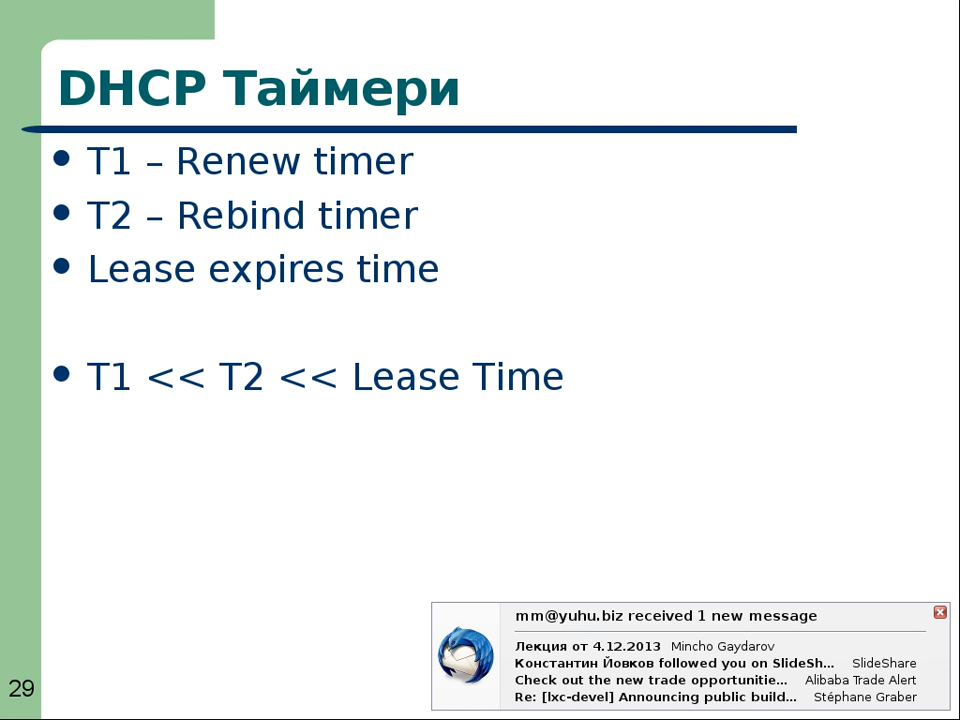 DHCP Таймери
T1 – Renew timer
T2 – Rebind timer
Lease expires time
T1 << T2 << Lease Time
mm@yuhu.biz received 1 new message
Лекция от 4.12.2013 Mincho Gaydarov
Константин Йовков followed you on SlideSh... SlideShare
Check out the new trade opportunitie... Alibaba Trade Alert
Re: [lxc-devel] Announcing public build... Stéphane Graber
29